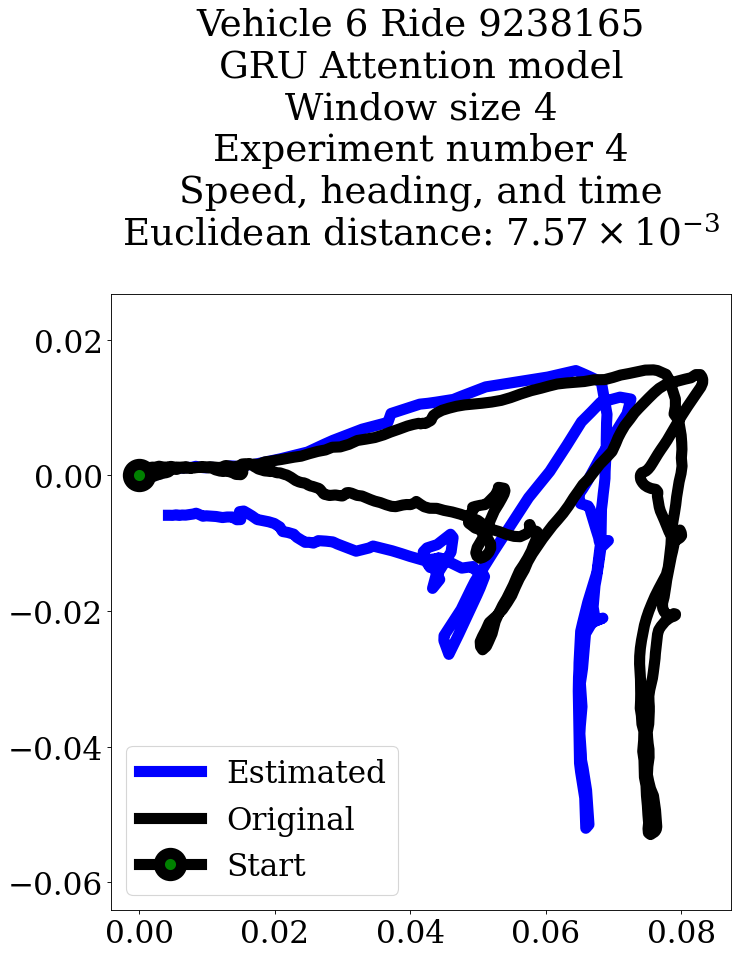 Vehicle 6 Ride 9238165
GRU Attention model
Window size 4
Experiment number 4
Speed, heading, and time
Euclidean distance: 7.57 × 10⁻³
0.02
0.00
−0.02
−0.04
−0.06
Estimated
Original
Start
0.00 0.02 0.04 0.06 0.08